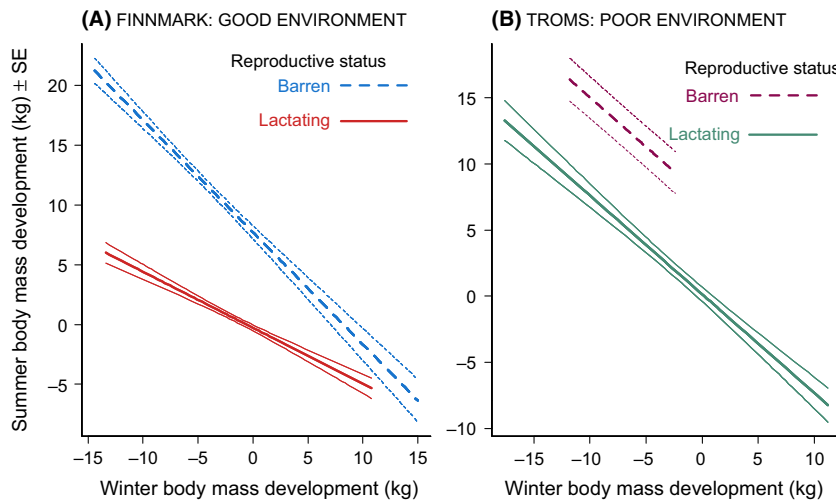 (A) FINNMARK: GOOD ENVIRONMENT
Reproductive status
Barren
Lactating
20
15
10
5
0
–5
–15
–10
–5
0
5
10
15
Winter body mass development (kg)
Summer body mass development (kg) ± SE
(B) TROMS: POOR ENVIRONMENT
Reproductive status
Barren
Lactating
15
10
5
0
–5
–10
–15
–10
–5
0
5
10
Winter body mass development (kg)